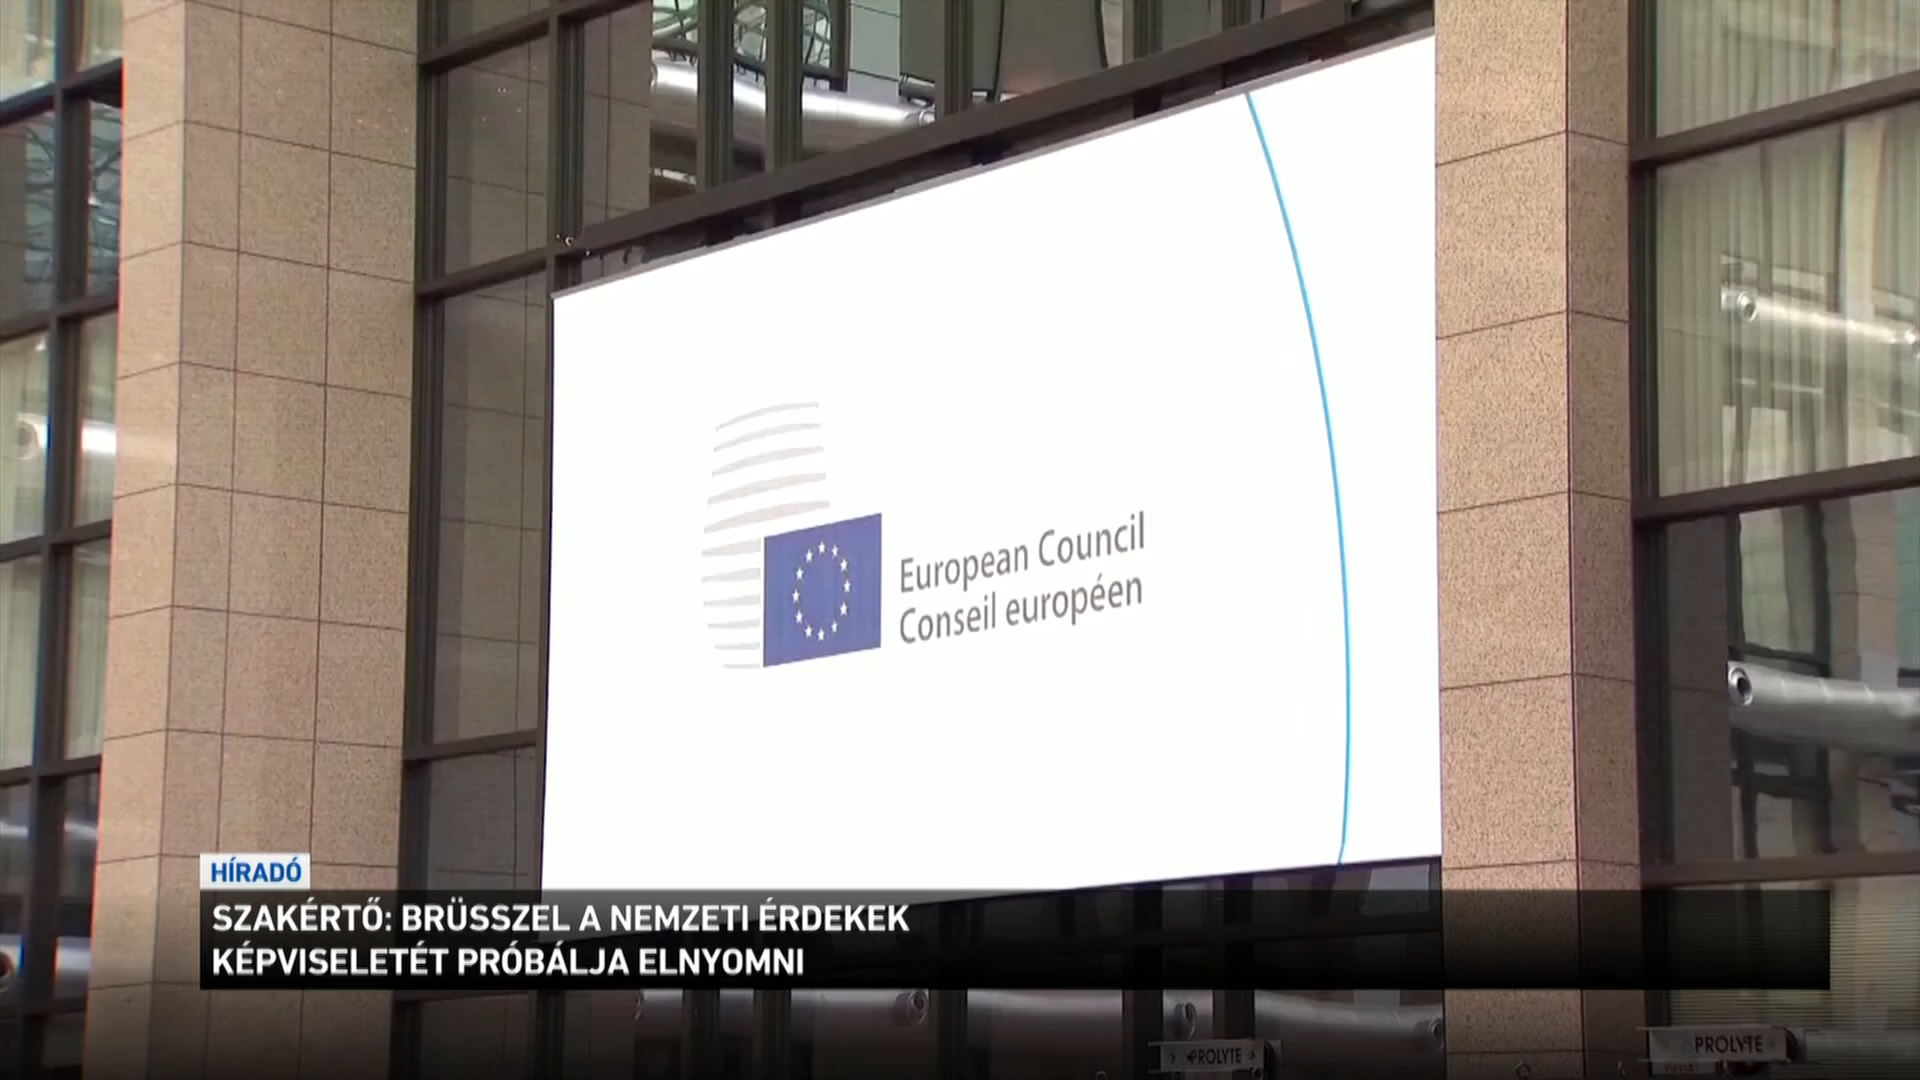 European Council
Conseil européen
HÍRADÓ
SZAKÉRTŐ: BRÜSSZEL A NEMZETI ÉRDEKEK
KÉPVISELETÉT PRÓBÁLJA ELNYOMNI
PROLYTE
PROLYTE